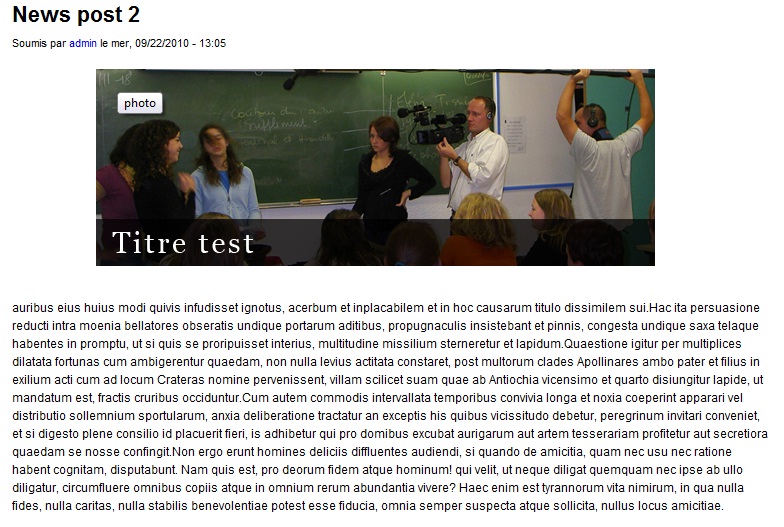 News post 2
Soumis par admin le mer, 09/22/2010 - 13:05
photo
Titre test
auribus eius huius modi quivis infudisset ignotus, acerbum et inplacabilem et in hoc causarum titulo dissimilem sui.Hac ita persuasione
reducti intra moenia bellatores obseratis undique portarum aditibus, propugnaculis insistebant et pinnis, congesta undique saxa telaque
habentes in promptu, ut si quis se proripuisset interius, multitudine missilium sterneretur et lapidum.Quaestione igitur per multiplices
dilatata fortunas cum ambigerentur quaedam, non nulla levius actitata constaret, post multorum clades Apollinares ambo pater et filius in
exilium acti cum ad locum Crateras nomine pervenissent, villam scilicet suam quae ab Antiochia vicensimo et quarto disiungitur lapide, ut
mandatum est, fractis cruribus occiduntur.Cum autem commodis intervallata temporibus convivia longa et noxia coeperint apparari vel
distributio sollemnium sportularum, anxia deliberatione tractatur an exceptis his quibus vicissitudo debetur, peregrinum invitari conveniet,
et si digesto plene consilio id placuerit fieri, is adhibetur qui pro domibus excubat aurigarum aut artem tesserariam profitetur aut secretiora
quaedam se nosse confingit.Non ergo erunt homines deliciis diffluentes audiendi, si quando de amicitia, quam nec usu nec ratione
habent cognitam, disputabunt. Nam quis est, pro deorum fidem atque hominum! qui velit, ut neque diligat quemquam nec ipse ab ullo
diligatur, circumfluere omnibus copiis atque in omnium rerum abundantia vivere? Haec enim est tyrannorum vita nimirum, in qua nulla
fides, nulla caritas, nulla stabilis benevolentiae potest esse fiducia, omnia semper suspecta atque sollicita, nullus locus amicitiae.